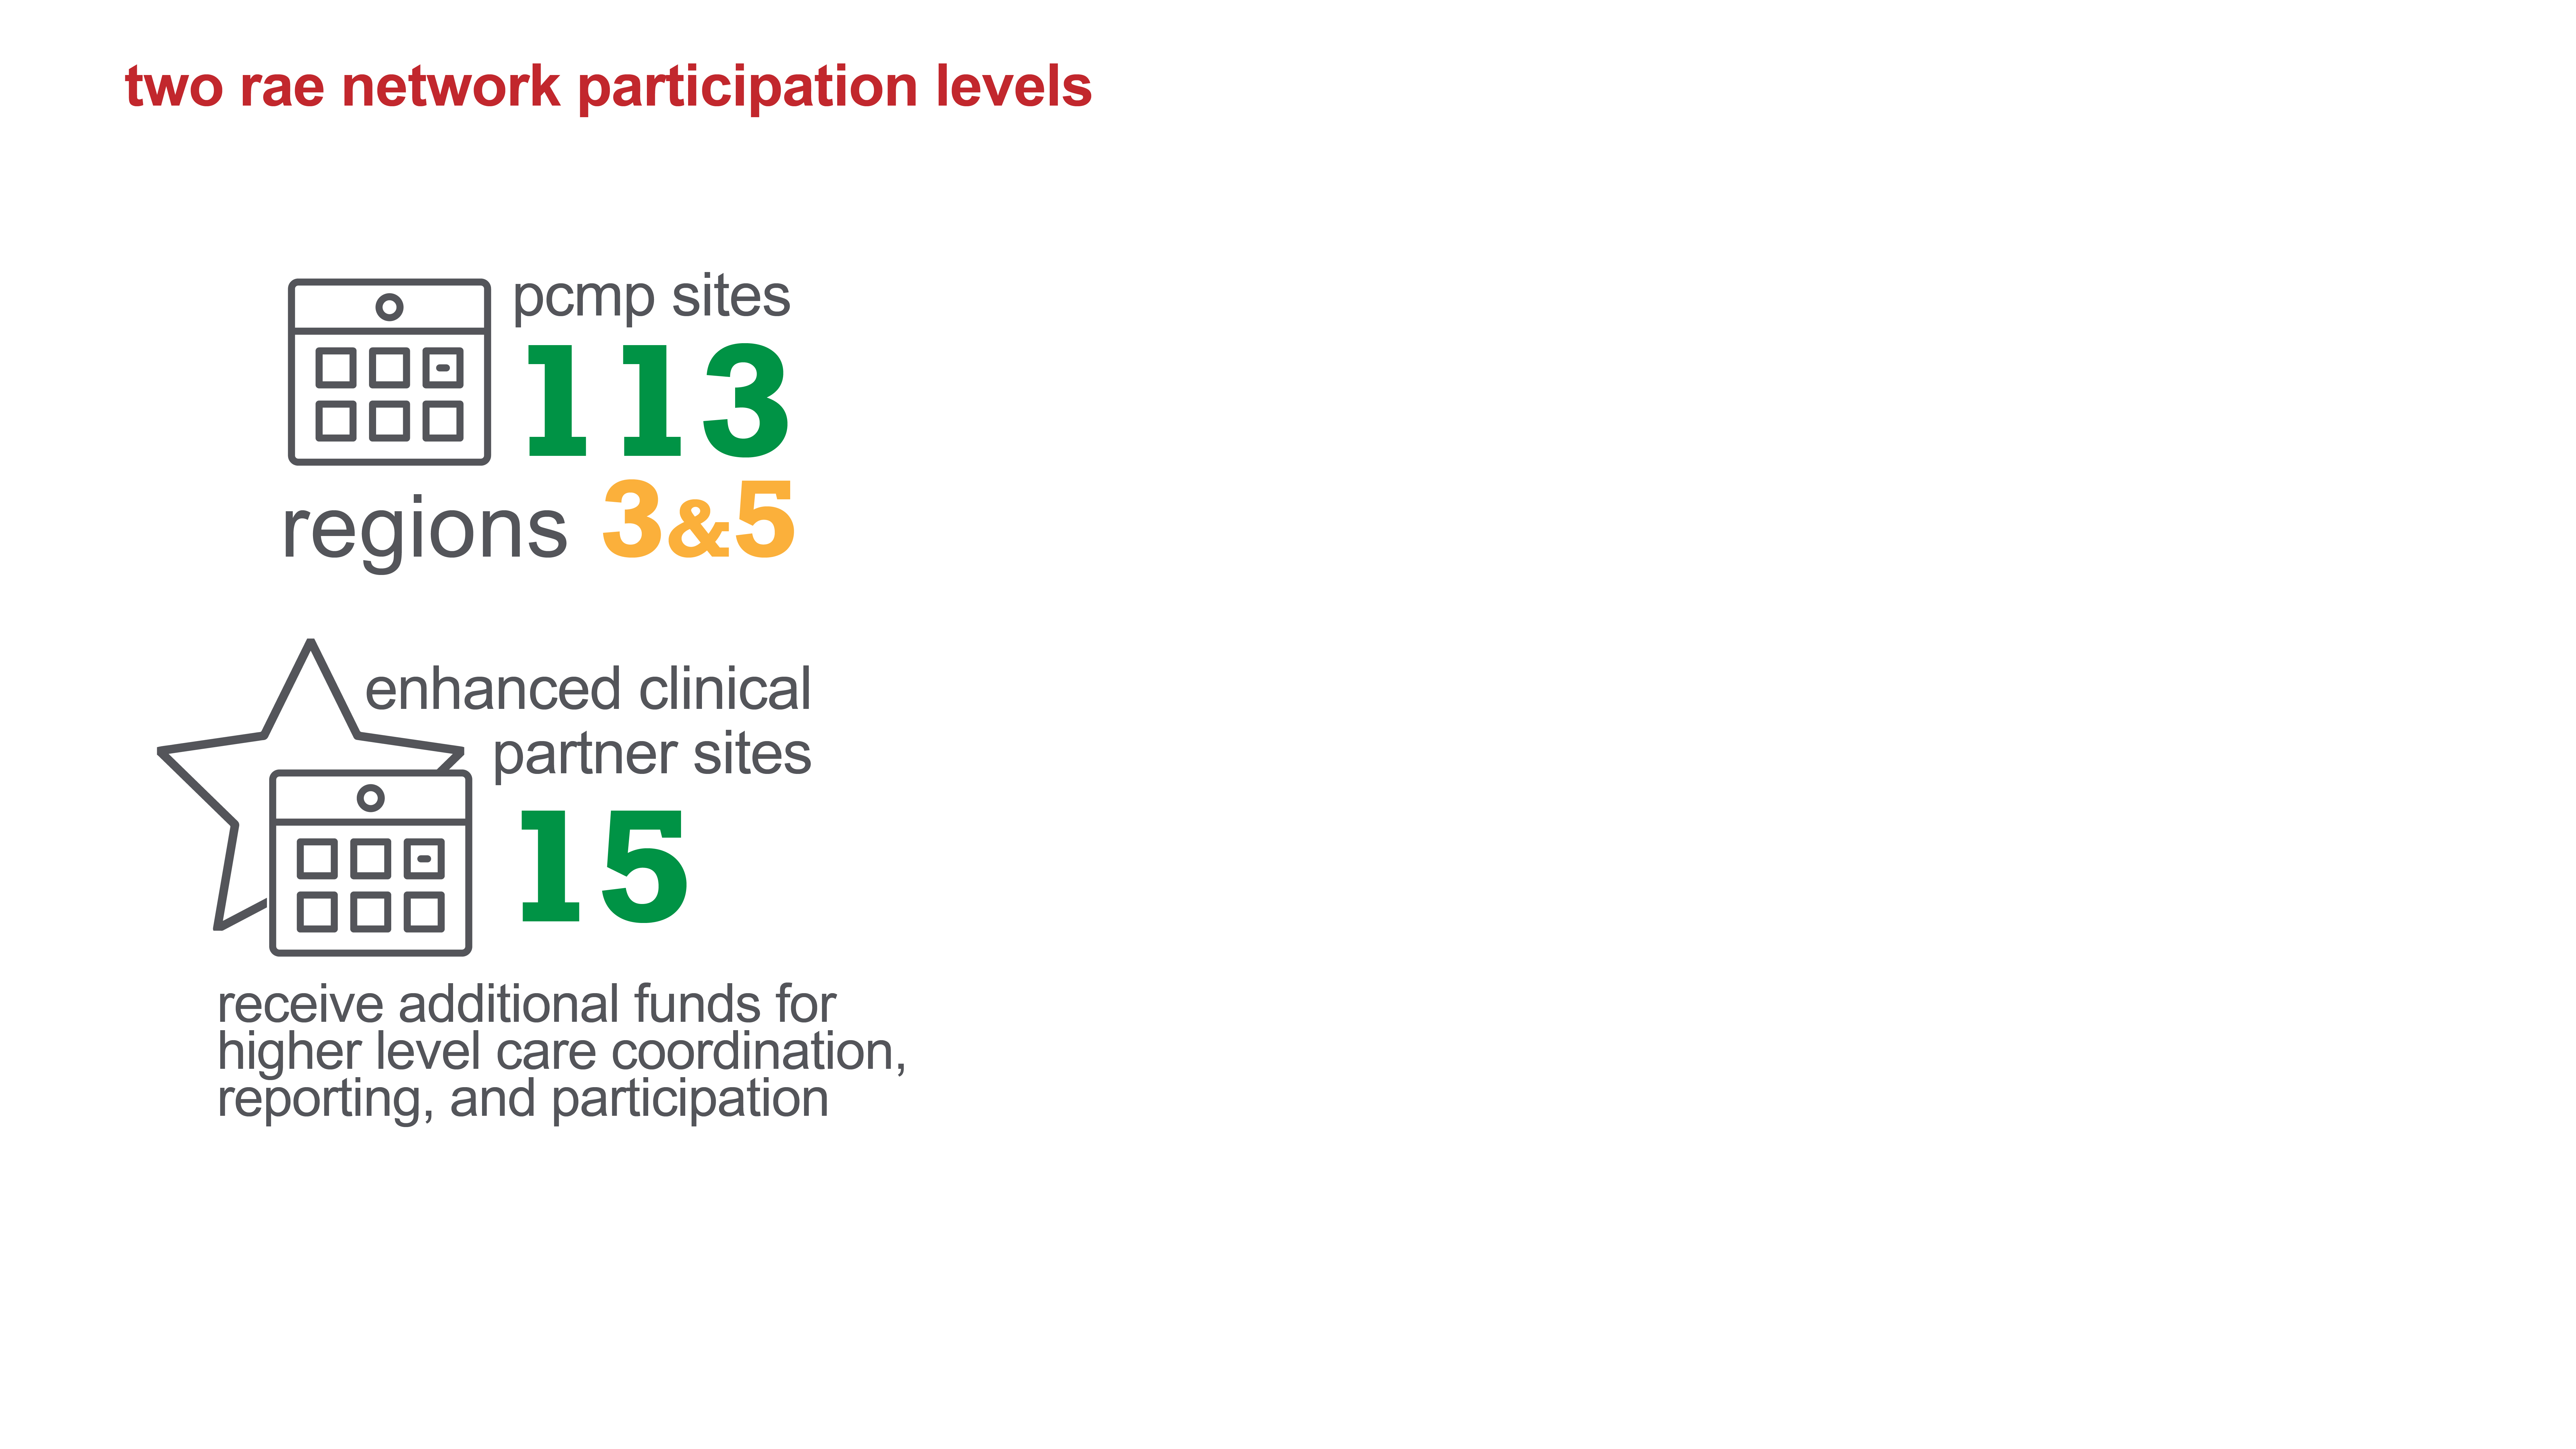 two rae network participation levels
pcmp sites
113
regions 3&5
enhanced clinical
partner sites
15
receive additional funds for
higher level care coordination,
reporting, and participation